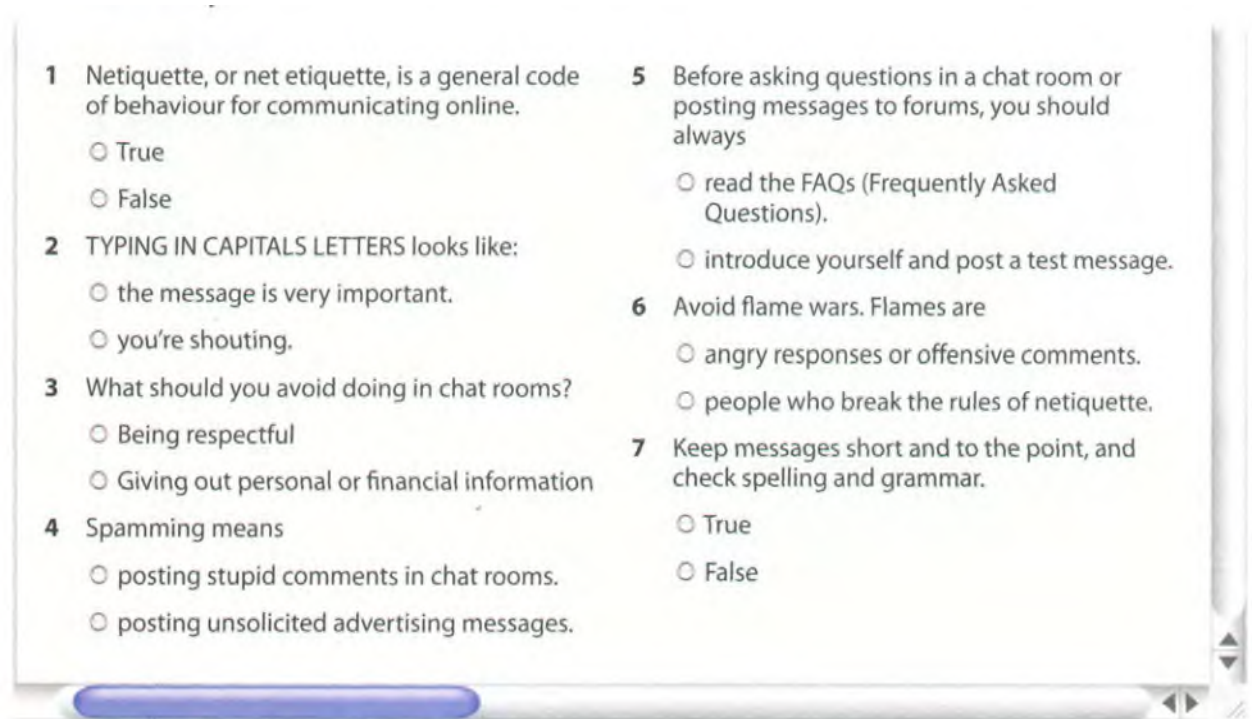 1 Netiquette, or net etiquette, is a general code
of behaviour for communicating online.
True
False
2 TYPING IN CAPITALS LETTERS looks like:
the message is very important.
you're shouting.
3 What should you avoid doing in chat rooms?
Being respectful
Giving out personal or financial information
4 Spamming means
posting stupid comments in chat rooms.
posting unsolicited advertising messages.
5 Before asking questions in a chat room or
posting messages to forums, you should
always
read the FAQs (Frequently Asked
Questions).
introduce yourself and post a test message.
6 Avoid flame wars. Flames are
angry responses or offensive comments.
people who break the rules of netiquette.
7 Keep messages short and to the point, and
check spelling and grammar.
True
False